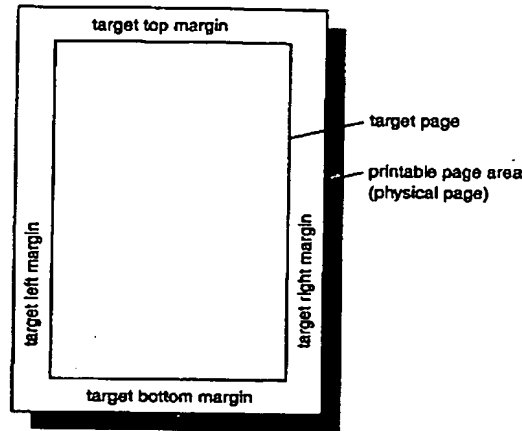 target top margin
target page
printable page area
(physical page)
target left margin
target right margin
target bottom margin